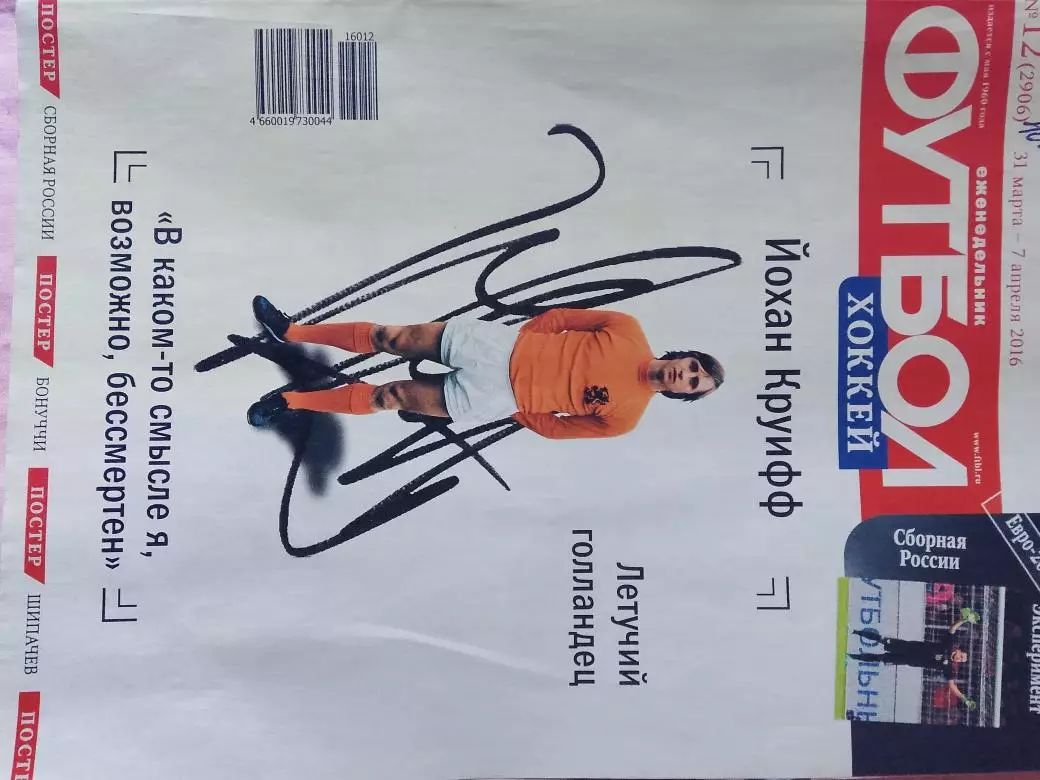 № 12 (2906) 31 марта – 7 апреля 2016
издается с мая 1960 года
еженедельник
www.ftbl.ru
ФУТБОЛ
ХОККЕЙ
Эксперимент
Сборная
России
Йохан Круифф
Летучий
голландец
16012
4 660019 730044
«В каком-то смысле я,
возможно, бессмертен»
ПОСТЕР СБОРНАЯ РОССИИ ПОСТЕР БОНУЧЧИ ПОСТЕР ШИПАЧЕВ ПОСТЕ